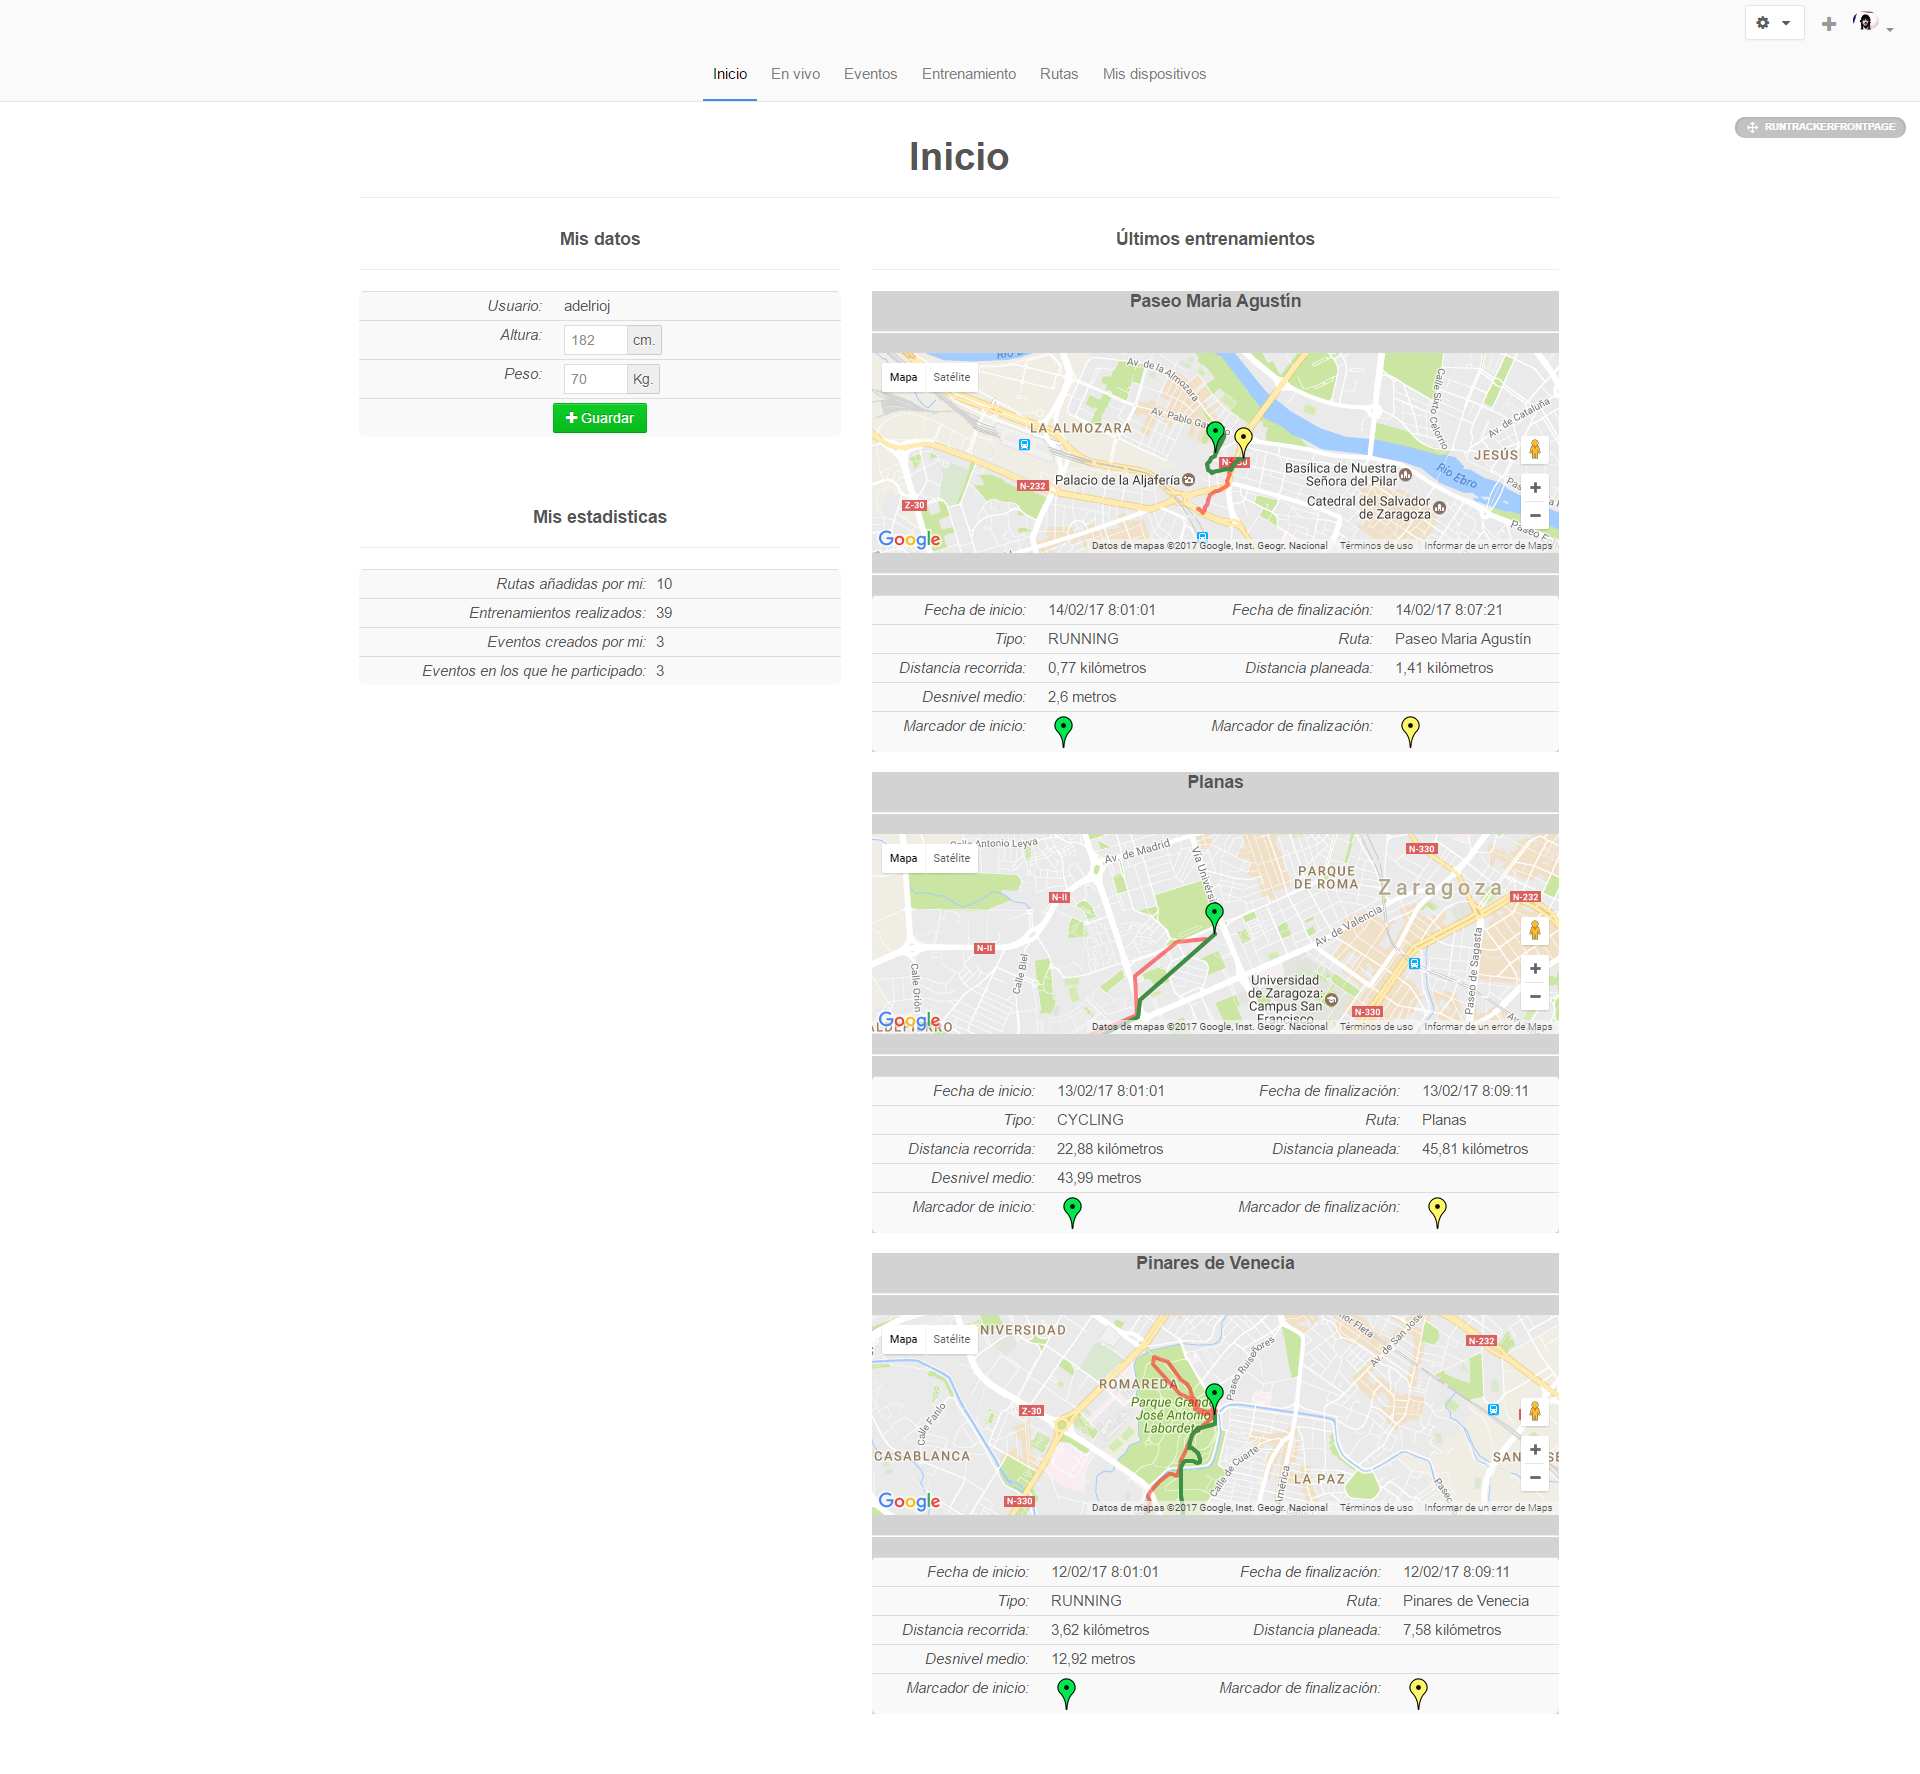 Inicio En vivo Eventos Entrenamiento Rutas Mis dispositivos
RUNTRACKERFRONTPAGE
Inicio
Mis datos
Usuario: adelrioj
Altura: 182 cm.
Peso: 70 Kg.
Guardar
Mis estadisticas
Rutas añadidas por mi: 10
Entrenamientos realizados: 39
Eventos creados por mi: 3
Eventos en los que he participado: 3
Últimos entrenamientos
Paseo Maria Agustín
Mapa Satélite
Av. de la Almozara
Av. Pablo
LA ALMOZARA
Calle Sixto Celorrio
Av. de Cataluña
JESÚS
Río Ebro
Basílica de Nuestra
Señora del Pilar
Palacio de la Aljafería
N-232
Z-30
Catedral del Salvador
de Zaragoza
Google
Datos de mapas ©2017 Google, Inst. Geogr. Nacional Términos de uso Informar de un error de Maps
Fecha de inicio: 14/02/17 8:01:01 Fecha de finalización: 14/02/17 8:07:21
Tipo: RUNNING Ruta: Paseo Maria Agustín
Distancia recorrida: 0,77 kilómetros Distancia planeada: 1,41 kilómetros
Desnivel medio: 2,6 metros
Marcador de inicio: Marcador de finalización:
Planas
Mapa Satélite
Antonio Leyva
Av. de Madrid
N-330
PARQUE
DE ROMA
Zaragoza
N-232
N-II
N-II
Av. de Valencia
Calle Biel
Calle Orión
Paseo de Sagasta
Universidad
de Zaragoza:
Campus San
Francisco
N-330
Google
Datos de mapas ©2017 Google, Inst. Geogr. Nacional Términos de uso Informar de un error de Maps
Fecha de inicio: 13/02/17 8:01:01 Fecha de finalización: 13/02/17 8:09:11
Tipo: CYCLING Ruta: Planas
Distancia recorrida: 22,88 kilómetros Distancia planeada: 45,81 kilómetros
Desnivel medio: 43,99 metros
Marcador de inicio: Marcador de finalización:
Pinares de Venecia
Mapa Satélite
NIVERSIDAD
N-232
Av. de San José
Paseo Ruiseñores
ROMAREDA
Parque Grande
José Antonio
Labordeta
Z-30
Calle Fanlo
CASABLANCA
Calle de Cuarte
América
LA PAZ
N-330
Google
Datos de mapas ©2017 Google, Inst. Geogr. Nacional Términos de uso Informar de un error de Maps
Fecha de inicio: 12/02/17 8:01:01 Fecha de finalización: 12/02/17 8:09:11
Tipo: RUNNING Ruta: Pinares de Venecia
Distancia recorrida: 3,62 kilómetros Distancia planeada: 7,58 kilómetros
Desnivel medio: 12,92 metros
Marcador de inicio: Marcador de finalización: